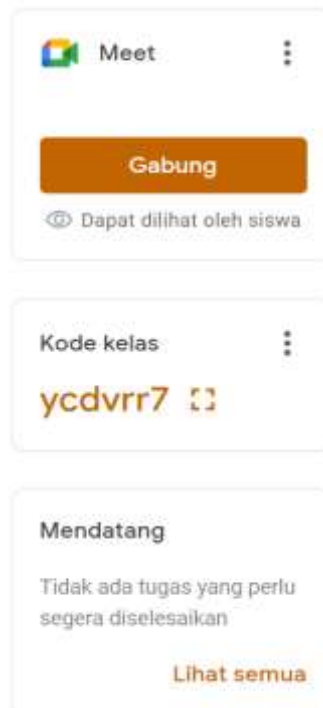 Meet
Gabung
Dapat dilihat oleh siswa
Kode kelas
ycdvrr7
Mendatang
Tidak ada tugas yang perlu
segera diselesaikan
Lihat semua